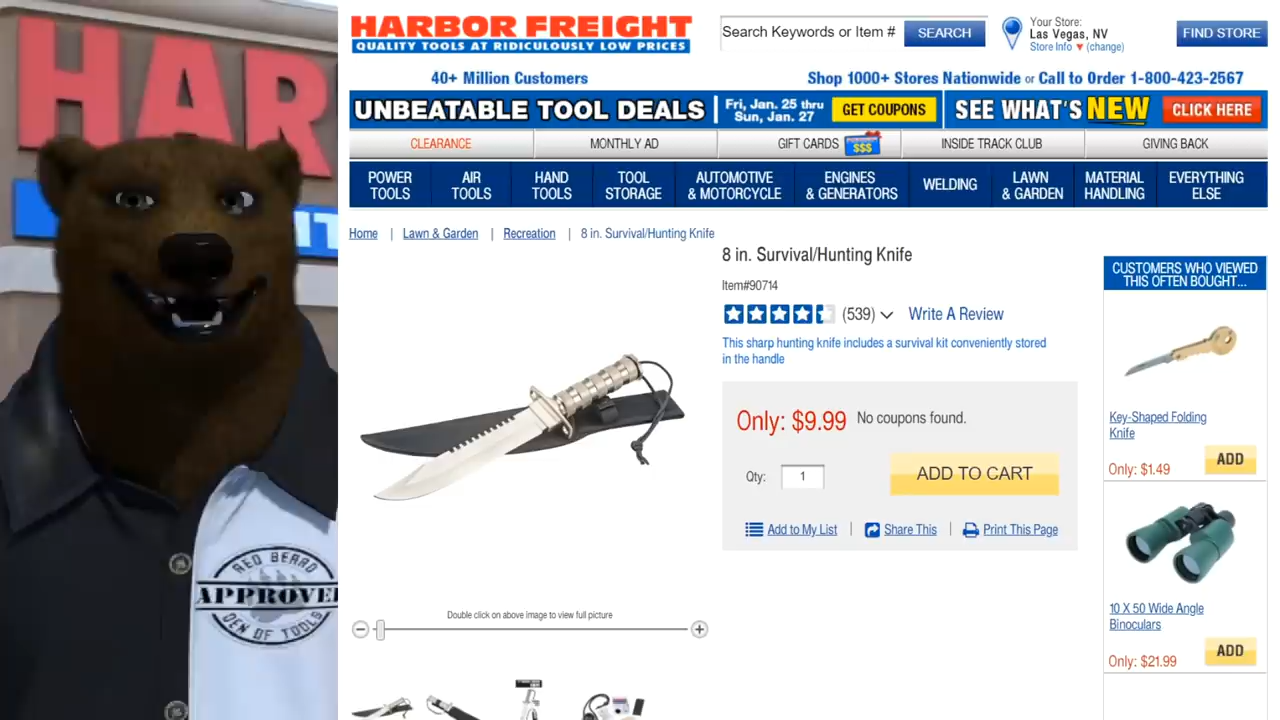 HAR
IT
RED BEARD
APPROVED
DEN OF TOOLS
HARBOR FREIGHT
QUALITY TOOLS AT RIDICULOUSLY LOW PRICES
Search Keywords or Item #
SEARCH
Your Store:
Las Vegas, NV
Store Info (change)
FIND STORE
40+ Million Customers
Shop 1000+ Stores Nationwide or Call to Order 1-800-423-2567
UNBEATABLE TOOL DEALS
Fri, Jan. 25 thru
Sun, Jan. 27
GET COUPONS
SEE WHAT'S NEW
CLICK HERE
CLEARANCE
MONTHLY AD
GIFT CARDS
$$$
INSIDE TRACK CLUB
GIVING BACK
POWER
TOOLS
AIR
TOOLS
HAND
TOOLS
TOOL
STORAGE
AUTOMOTIVE
& MOTORCYCLE
ENGINES
& GENERATORS
WELDING
LAWN
& GARDEN
MATERIAL
HANDLING
EVERYTHING
ELSE
Home | Lawn & Garden | Recreation | 8 in. Survival/Hunting Knife
8 in. Survival/Hunting Knife
Item#90714
(539)
Write A Review
This sharp hunting knife includes a survival kit conveniently stored
in the handle
Only: $9.99 No coupons found.
Qty: 1
ADD TO CART
Add to My List | Share This | Print This Page
Double click on above image to view full picture
CUSTOMERS WHO VIEWED
THIS OFTEN BOUGHT...
Key-Shaped Folding
Knife
Only: $1.49
ADD
10 X 50 Wide Angle
Binoculars
Only: $21.99
ADD